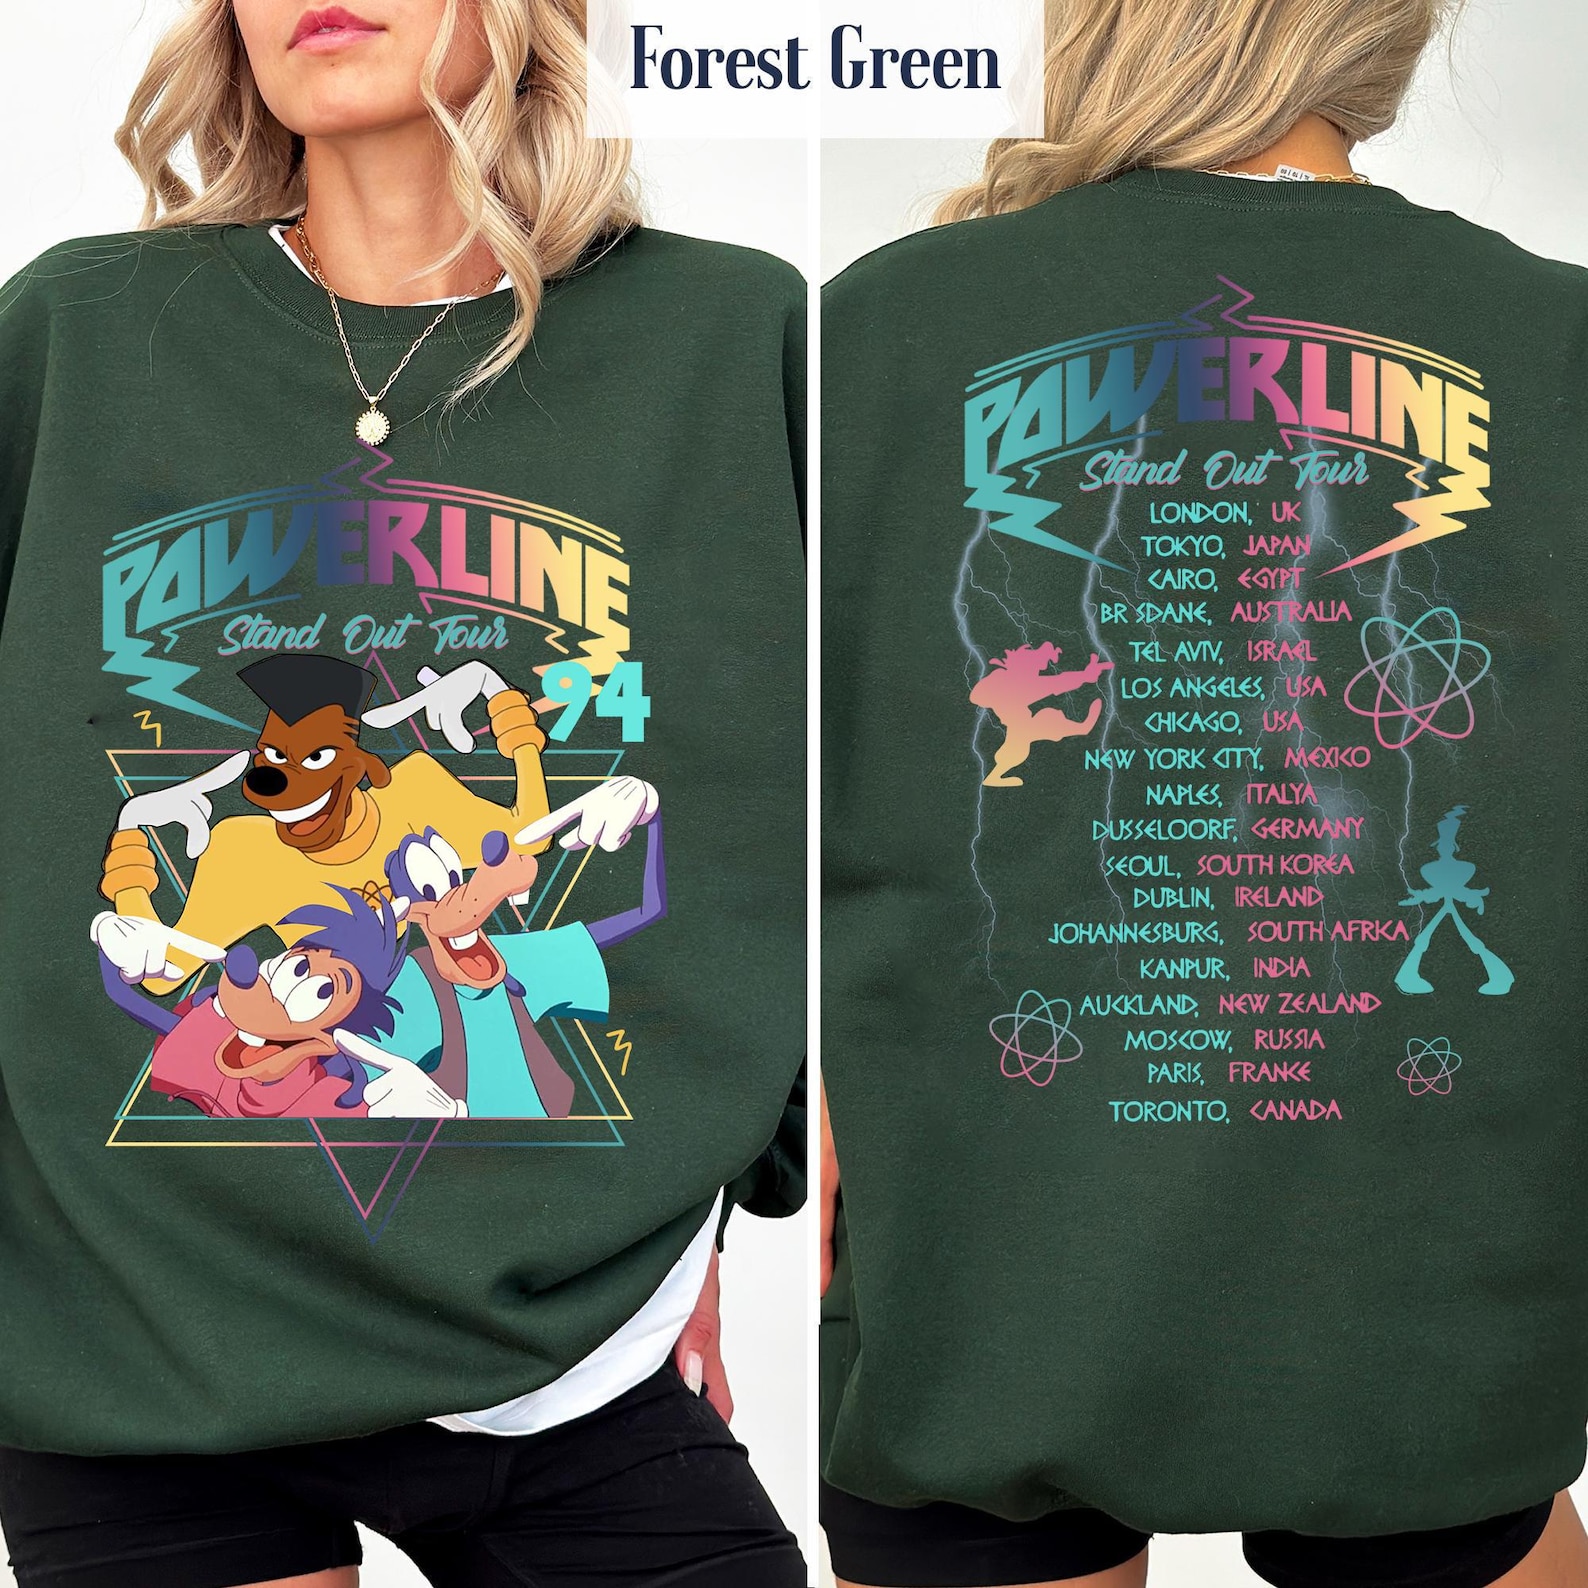 Forest Green
POWERLINE
Stand Out Tour
94
POWERLINE
Stand Out Tour
LONDON, UK
TOKYO, JAPAN
CAIRO, EGYPT
BR SDANE, AUSTRALIA
TEL AVIV, ISRAEL
LOS ANGELES, USA
CHICAGO, USA
NEW YORK CITY, MEXICO
NAPLES, ITALYA
DUSSELOORF, GERMANY
SEOUL, SOUTH KOREA
DUBLIN, IRELAND
JOHANNESBURG, SOUTH AFRICA
KANPUR, INDIA
AUCKLAND, NEW ZEALAND
MOSCOW, RUSSIA
PARIS, FRANCE
TORONTO, CANADA